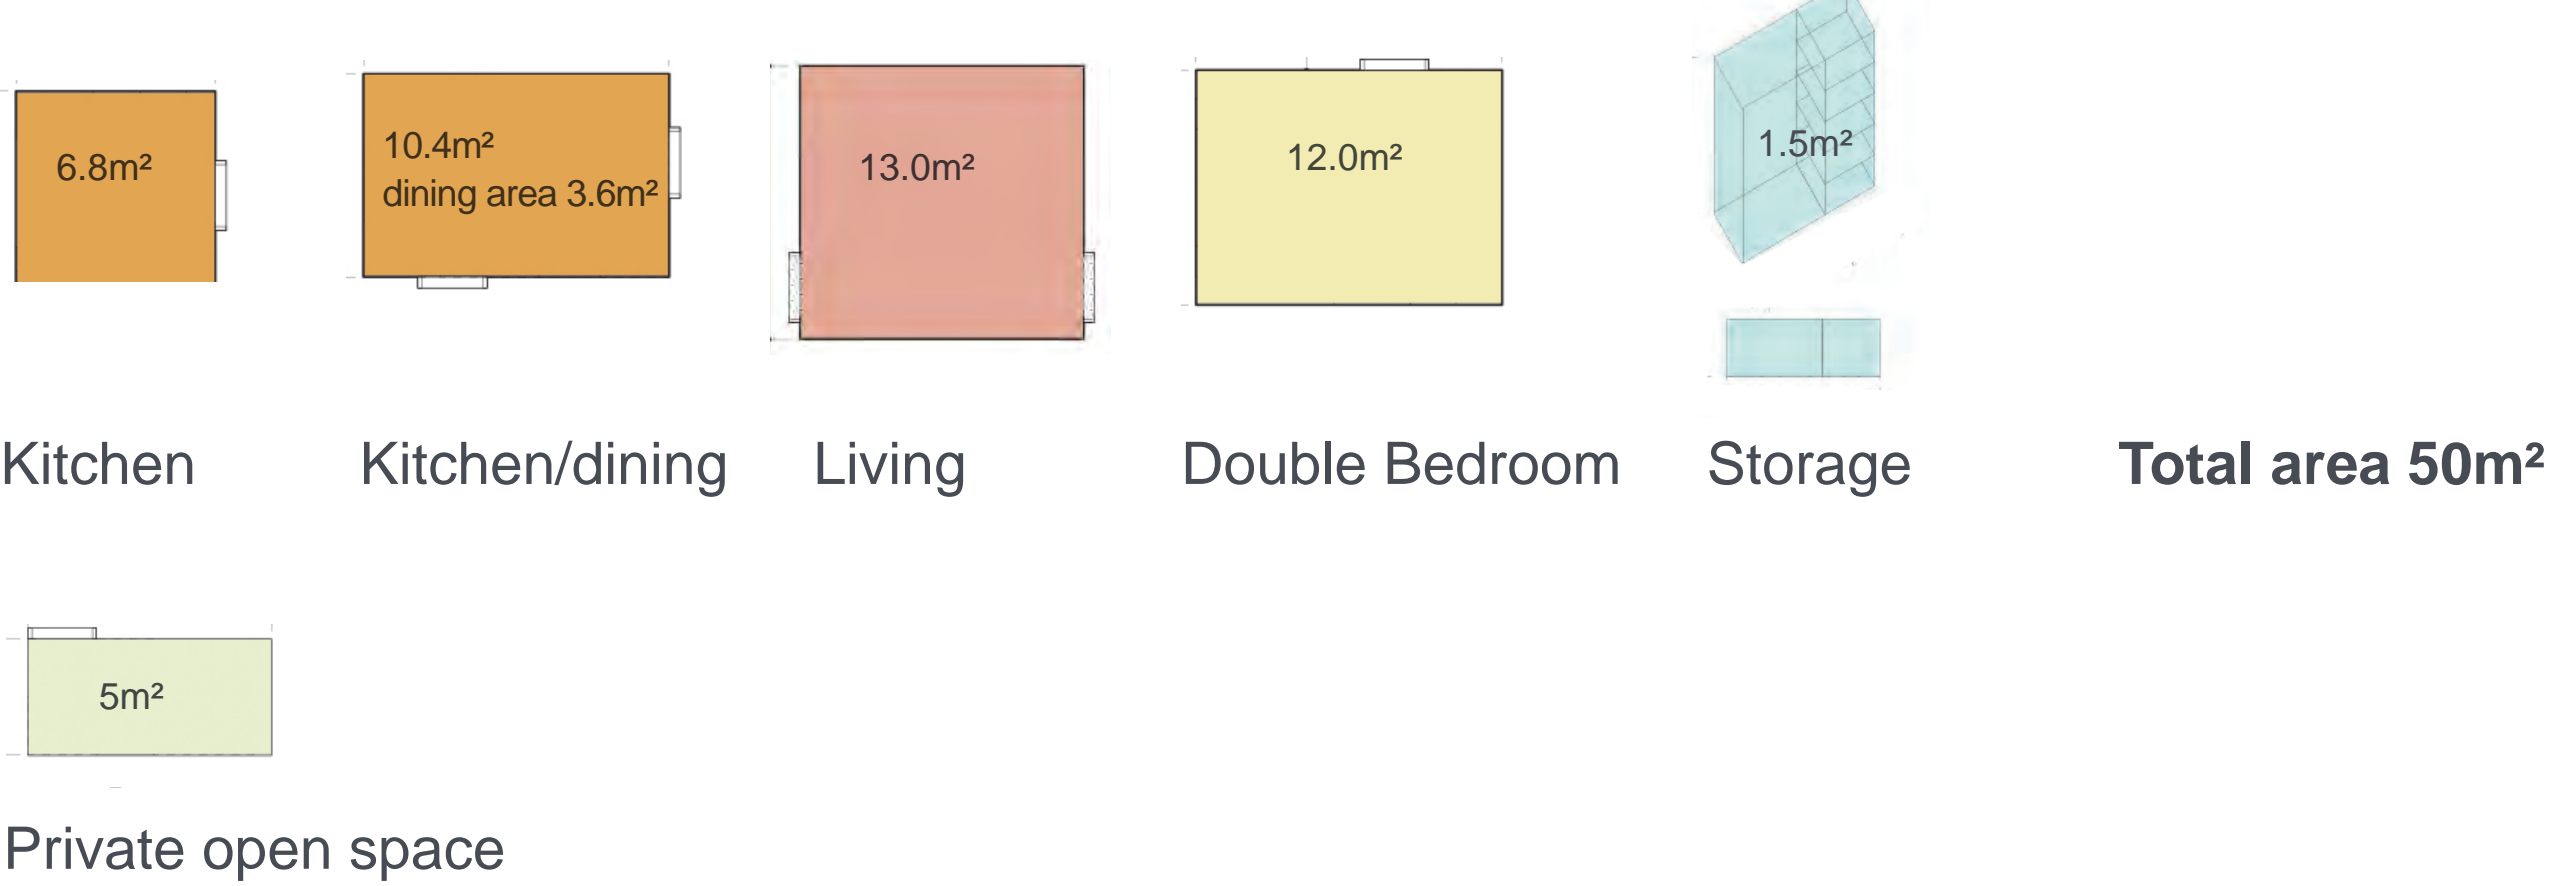 6.8m²
10.4m²
dining area 3.6m²
13.0m²
12.0m²
1.5m²
Kitchen
Kitchen/dining
Living
Double Bedroom
Storage
Total area 50m²
5m²
Private open space